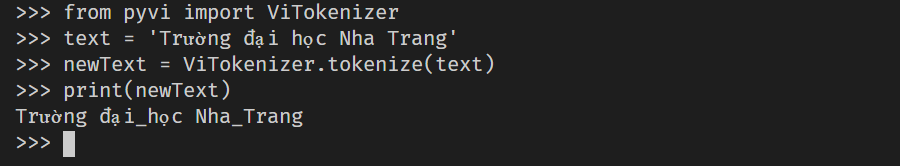 >>> from pyvi import ViTokenizer
>>> text = 'Trường đại học Nha Trang'
>>> newText = ViTokenizer.tokenize(text)
>>> print(newText)
Trường đại_học Nha_Trang
>>>